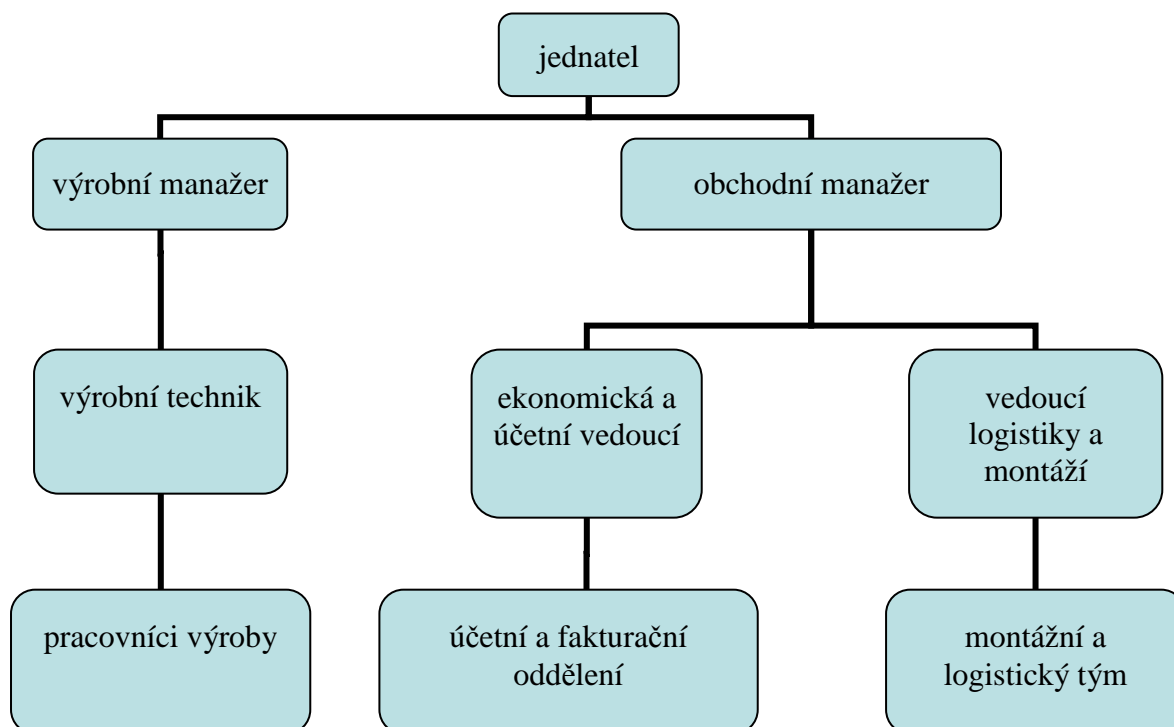 jednatel
výrobní manažer
obchodní manažer
výrobní technik
ekonomická a
účetní vedoucí
vedoucí
logistiky a
montáží
pracovníci výroby
účetní a fakturační
oddělení
montážní a
logistický tým